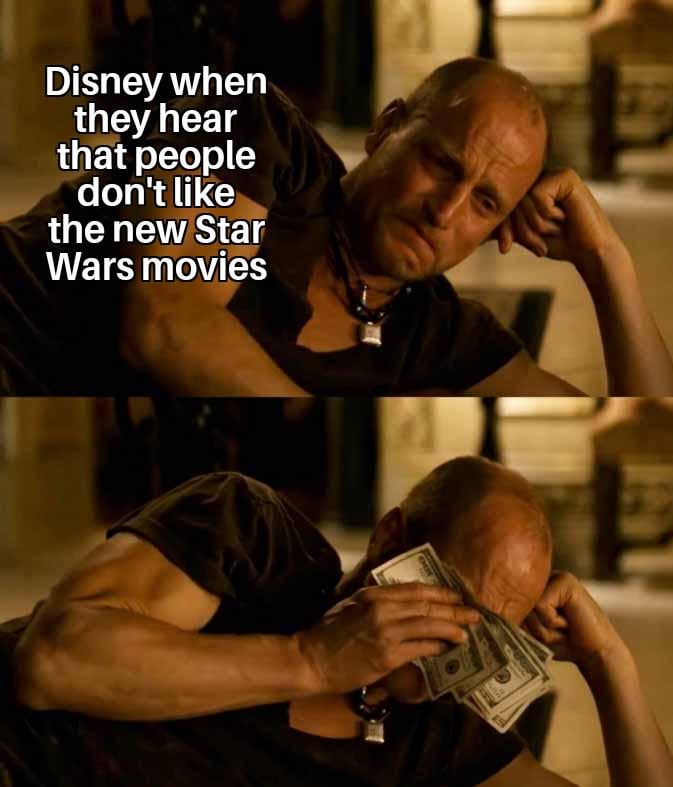 Disney when
they hear
that people
don't like
the new Star
Wars movies